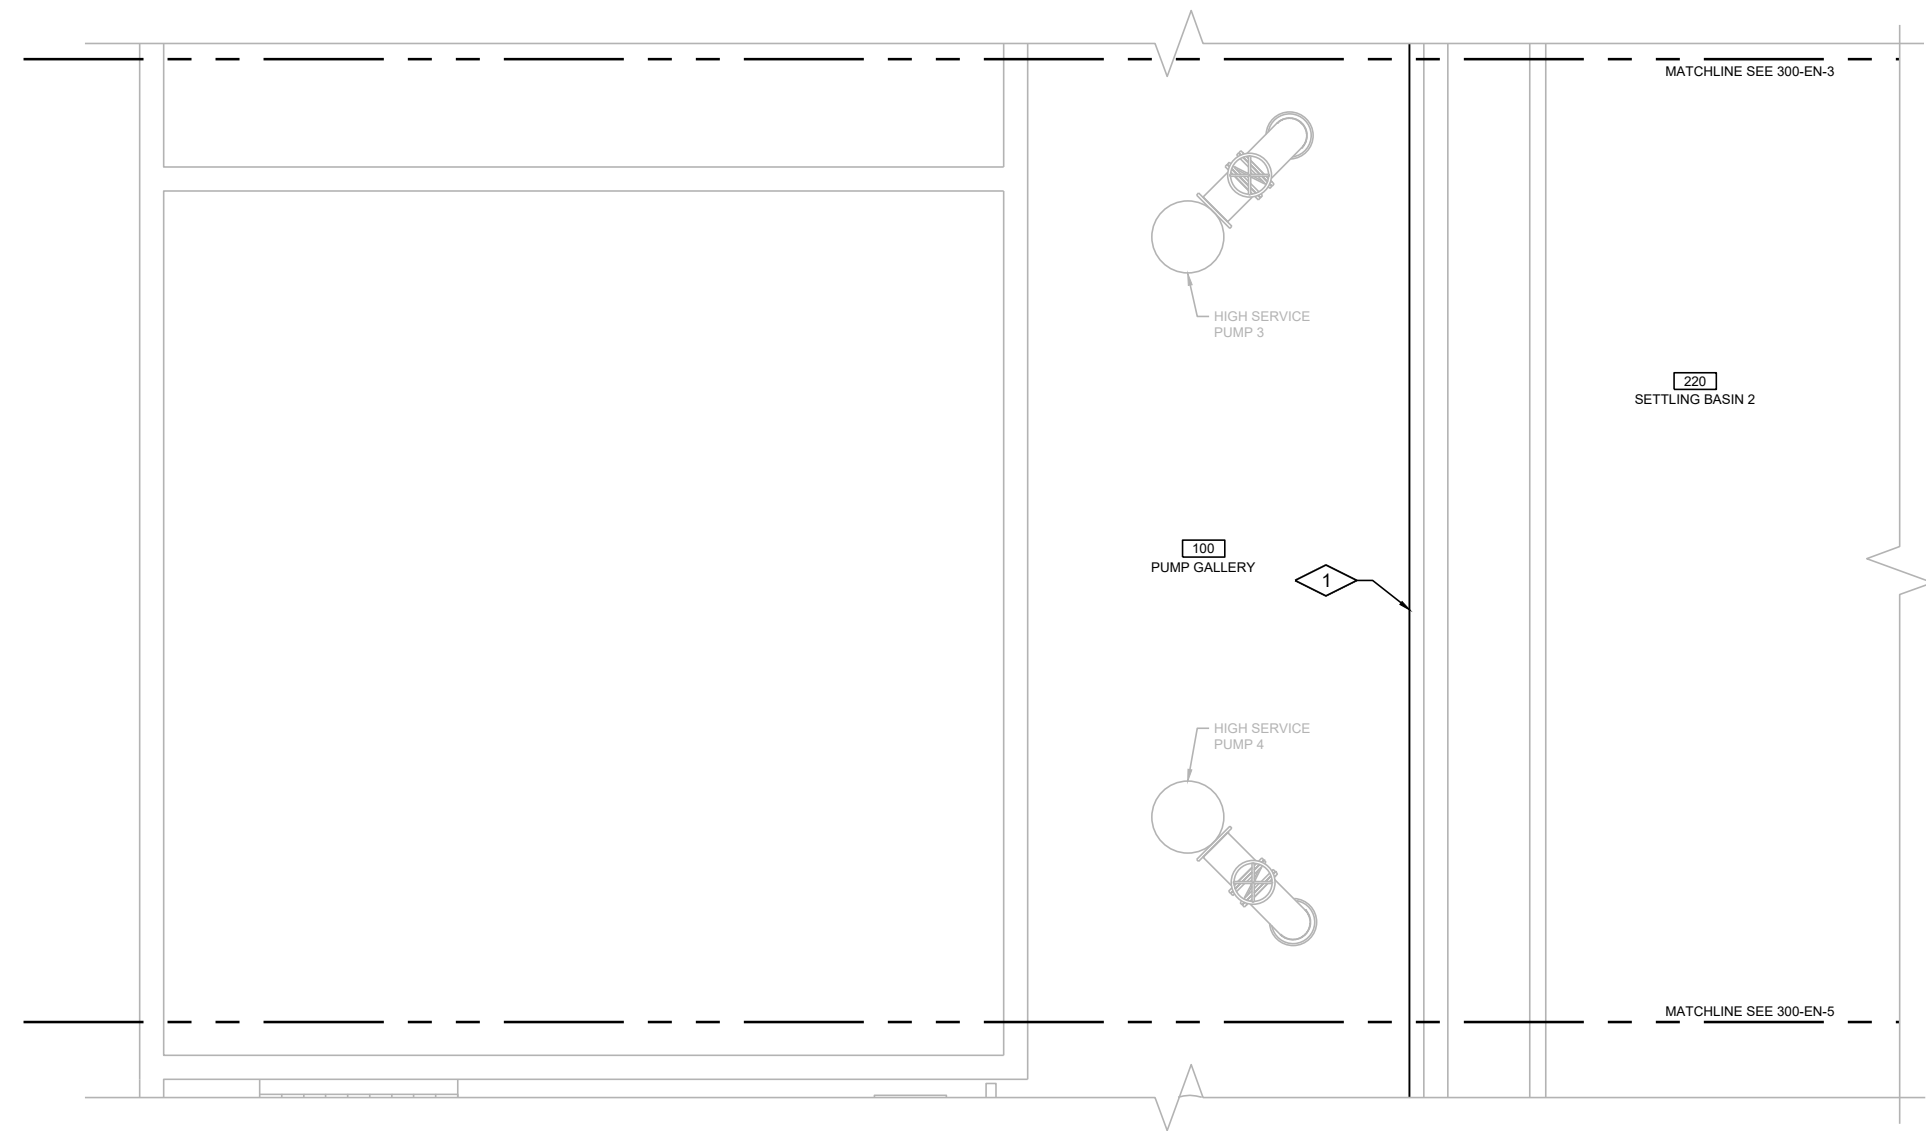 MATCHLINE SEE 300-EN-3
HIGH SERVICE
PUMP 3
220
SETTLING BASIN 2
100
PUMP GALLERY
1
HIGH SERVICE
PUMP 4
MATCHLINE SEE 300-EN-5